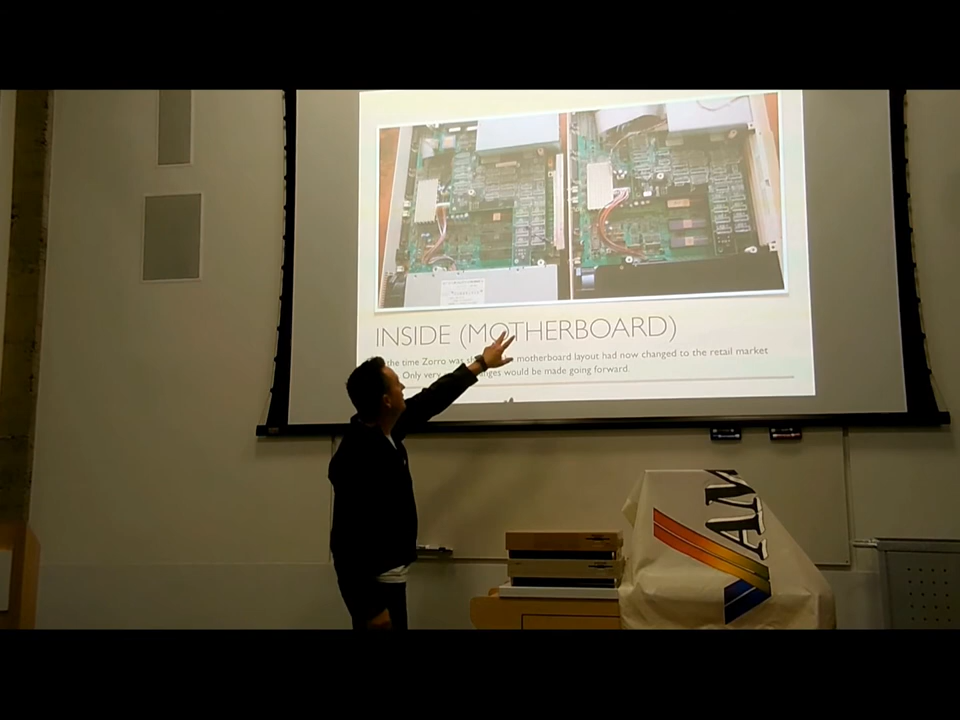 INSIDE (MOTHERBOARD)
the time Zorro was motherboard layout had now changed to the retail market
Only very would be made going forward.
AM